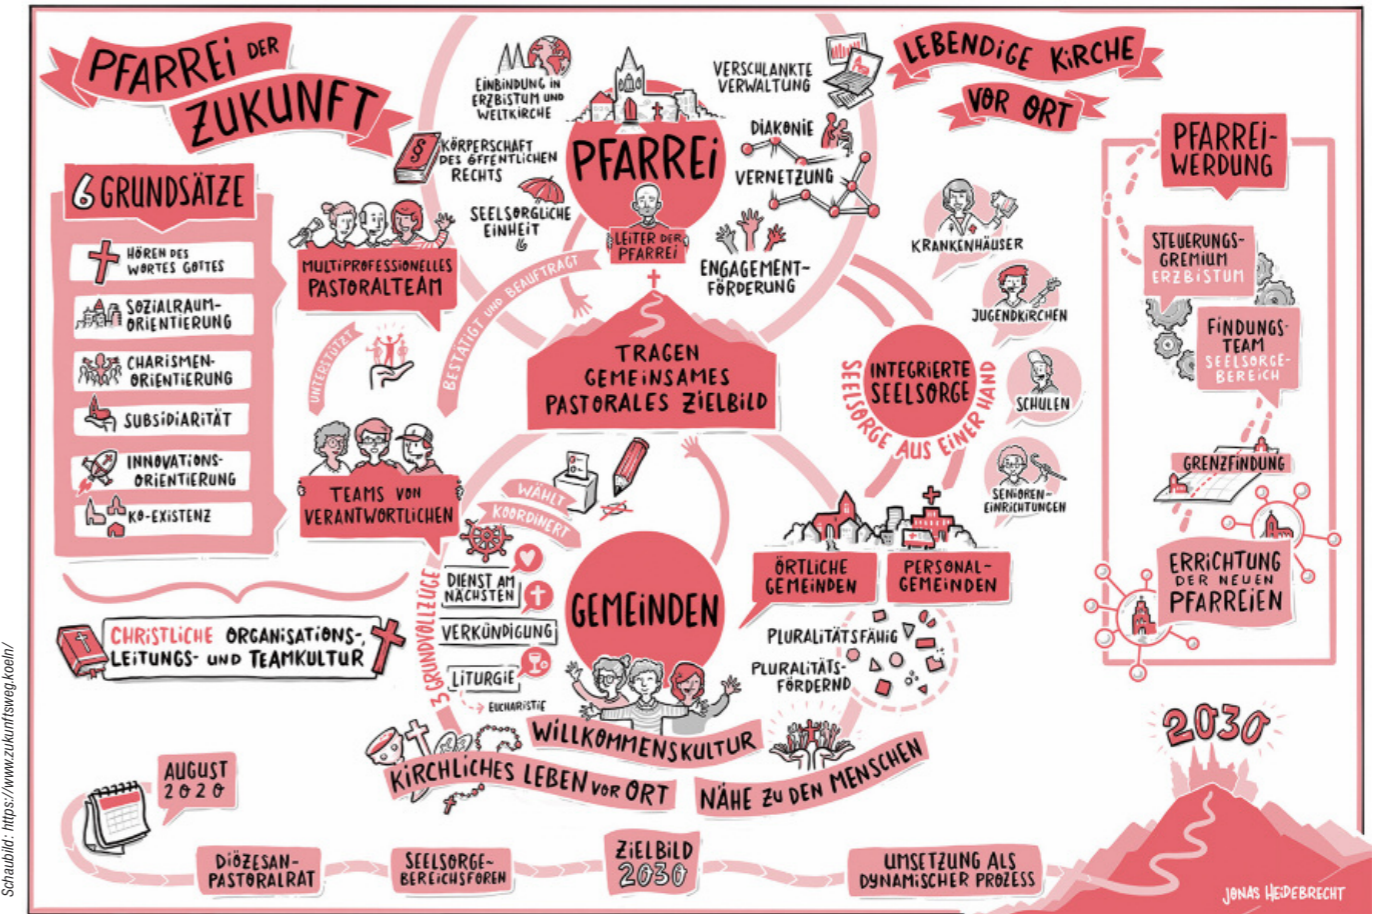 PFARREi DER
ZUKUNFT
6 GRUNDSÄTZE
HÖREN DES
WORTES GOTTES
SOZIALRAUM-
ORIENTIERUNG
CHARISMEN-
ORIENTIERUNG
SUBSIDIARITÄT
INNOVATIONS-
ORIENTIERUNG
KO-EXISTENZ
CHRISTLICHE ORGANISATIONS-,
LEITUNGS- UND TEAMKULTUR
EINBINDUNG IN
ERZBISTUM UND
WELTKIRCHE
§
KÖRPERSCHAFT
DES ÖFFENTLICHEN
RECHTS
SEELSORGLICHE
EINHEIT
PFARREi
LEITER DER
PFARREI
VERSCHLANKTE
VERWALTUNG
DIAKONIE
VERNETZUNG
ENGAGEMENT-
FÖRDERUNG
MULTIPROFESSIONELLES
PASTORALTEAM
UNTERSTÜTZT
BESTÄTIGT UND BEAUFTRAGT
TRAGEN
GEMEINSAMES
PASTORALES ZIELBILD
TEAMS VON
VERANTWORTLICHEN
WÄHLT
KOORDINERT
3 GRUNDVOLLZÜGE
DIENST AM
NÄCHSTEN
VERKÜNDIGUNG
LITURGIE
EUCHARISTIE
GEMEINDEN
WILLKOMMENSKULTUR
KIRCHLICHES LEBEN VOR ORT
NÄHE ZU DEN MENSCHEN
LEBENDIGE KIRCHE
VOR ORT
KRANKENHÄUSER
JUGENDKIRCHEN
SCHULEN
SENIOREN-
EINRICHTUNGEN
INTEGRIERTE
SEELSORGE
SEELSORGE AUS EINER HAND
ÖRTLICHE
GEMEINDEN
PERSONAL-
GEMEINDEN
PLURALITÄTSFÄHIG
PLURALITÄTS-
FÖRDERND
PFARREI-
WERDUNG
STEUERUNGS-
GREMIUM
ERZBISTUM
FINDUNGS-
TEAM
SEELSORGE-
BEREICH
GRENZFINDUNG
ERRICHTUNG
DER NEUEN
PFARREIEN
AUGUST
2020
DIÖZESAN-
PASTORALRAT
SEELSORGE-
BEREICHSFOREN
ZIELBILD
2030
UMSETZUNG ALS
DYNAMISCHER PROZESS
2030
JONAS HEIDEBRECHT
Schaubild: https://www.zukunftsweg.koeln/